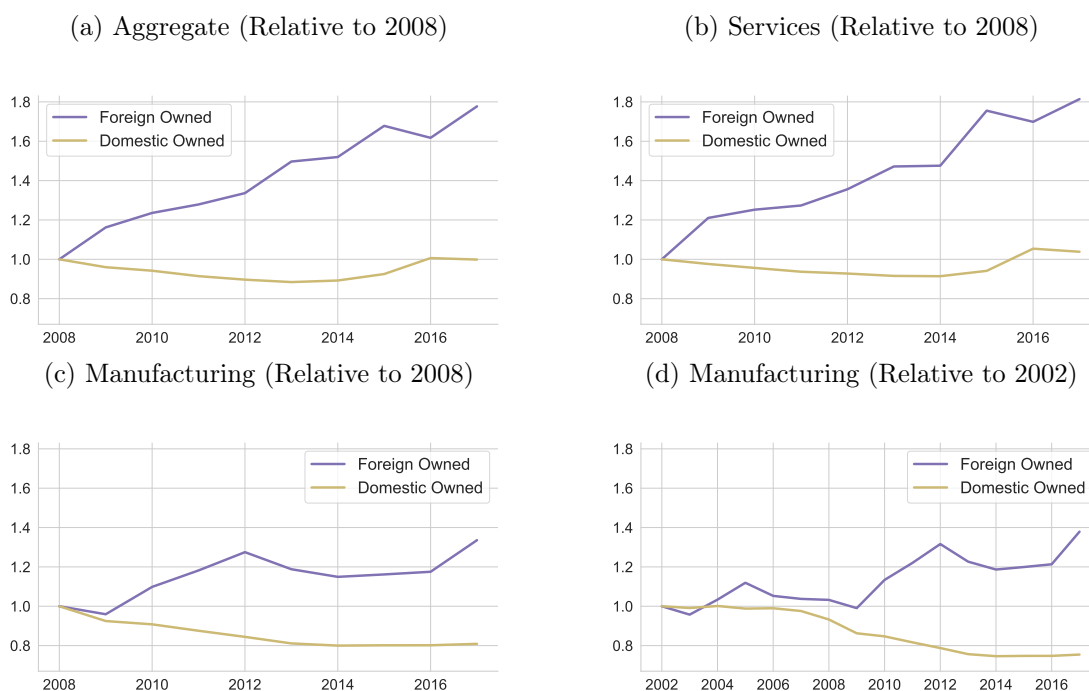 (a) Aggregate (Relative to 2008)
1.8
1.6
1.4
1.2
1.0
0.8
Foreign Owned
Domestic Owned
2008 2010 2012 2014 2016
(b) Services (Relative to 2008)
1.8
1.6
1.4
1.2
1.0
0.8
Foreign Owned
Domestic Owned
2008 2010 2012 2014 2016
(c) Manufacturing (Relative to 2008)
1.8
1.6
1.4
1.2
1.0
0.8
Foreign Owned
Domestic Owned
2008 2010 2012 2014 2016
(d) Manufacturing (Relative to 2002)
1.8
1.6
1.4
1.2
1.0
0.8
Foreign Owned
Domestic Owned
2002 2004 2006 2008 2010 2012 2014 2016